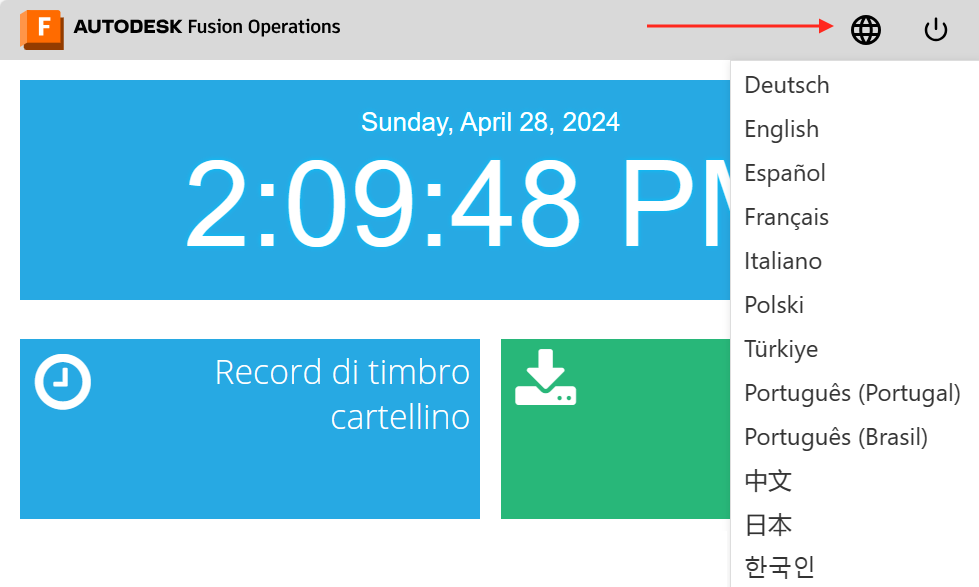 F AUTODESK Fusion Operations
Sunday, April 28, 2024
2:09:48 PM
Record di timbro
cartellino
Deutsch
English
Español
Français
Italiano
Polski
Türkiye
Português (Portugal)
Português (Brasil)
中文
日本
한국인